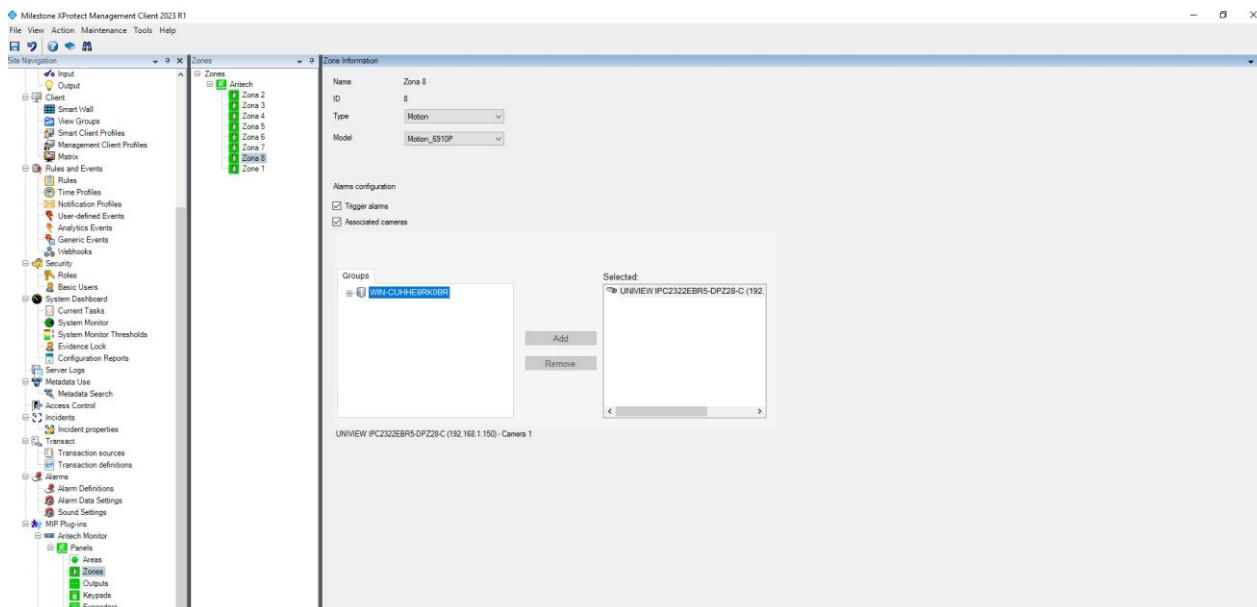 Milestone XProtect Management Client 2023 R1
File View Action Maintenance Tools Help
Site Navigation
Input
Output
Client
Smart Wall
View Groups
Smart Client Profiles
Management Client Profiles
Matrix
Rules and Events
Rules
Time Profiles
Notification Profiles
User-defined Events
Analytics Events
Generic Events
Webhooks
Security
Roles
Basic Users
System Dashboard
Current Tasks
System Monitor
System Monitor Thresholds
Evidence Lock
Configuration Reports
Server Logs
Metadata Use
Metadata Search
Access Control
Incidents
Incident properties
Transact
Transaction sources
Transaction definitions
Alarms
Alarm Definitions
Alarm Data Settings
Sound Settings
MIP Plug-ins
Aritech Monitor
Panels
Areas
Zones
Outputs
Keypads
Expanders
Zones
Zones
Aritech
Zona 2
Zona 3
Zona 4
Zona 5
Zona 6
Zona 7
Zona 8
Zone 1
Zone Information
Name Zona 8
ID 8
Type Motion
Model Motion_6910P
Alarms configuration
Trigger alarms
Associated cameras
Groups
WIN-CUHHE8RK0BR
Add
Remove
Selected:
UNIVIEW IPC2322EBR5-DPZ28-C (192.
UNIVIEW IPC2322EBR5-DPZ28-C (192.168.1.150) - Camera 1